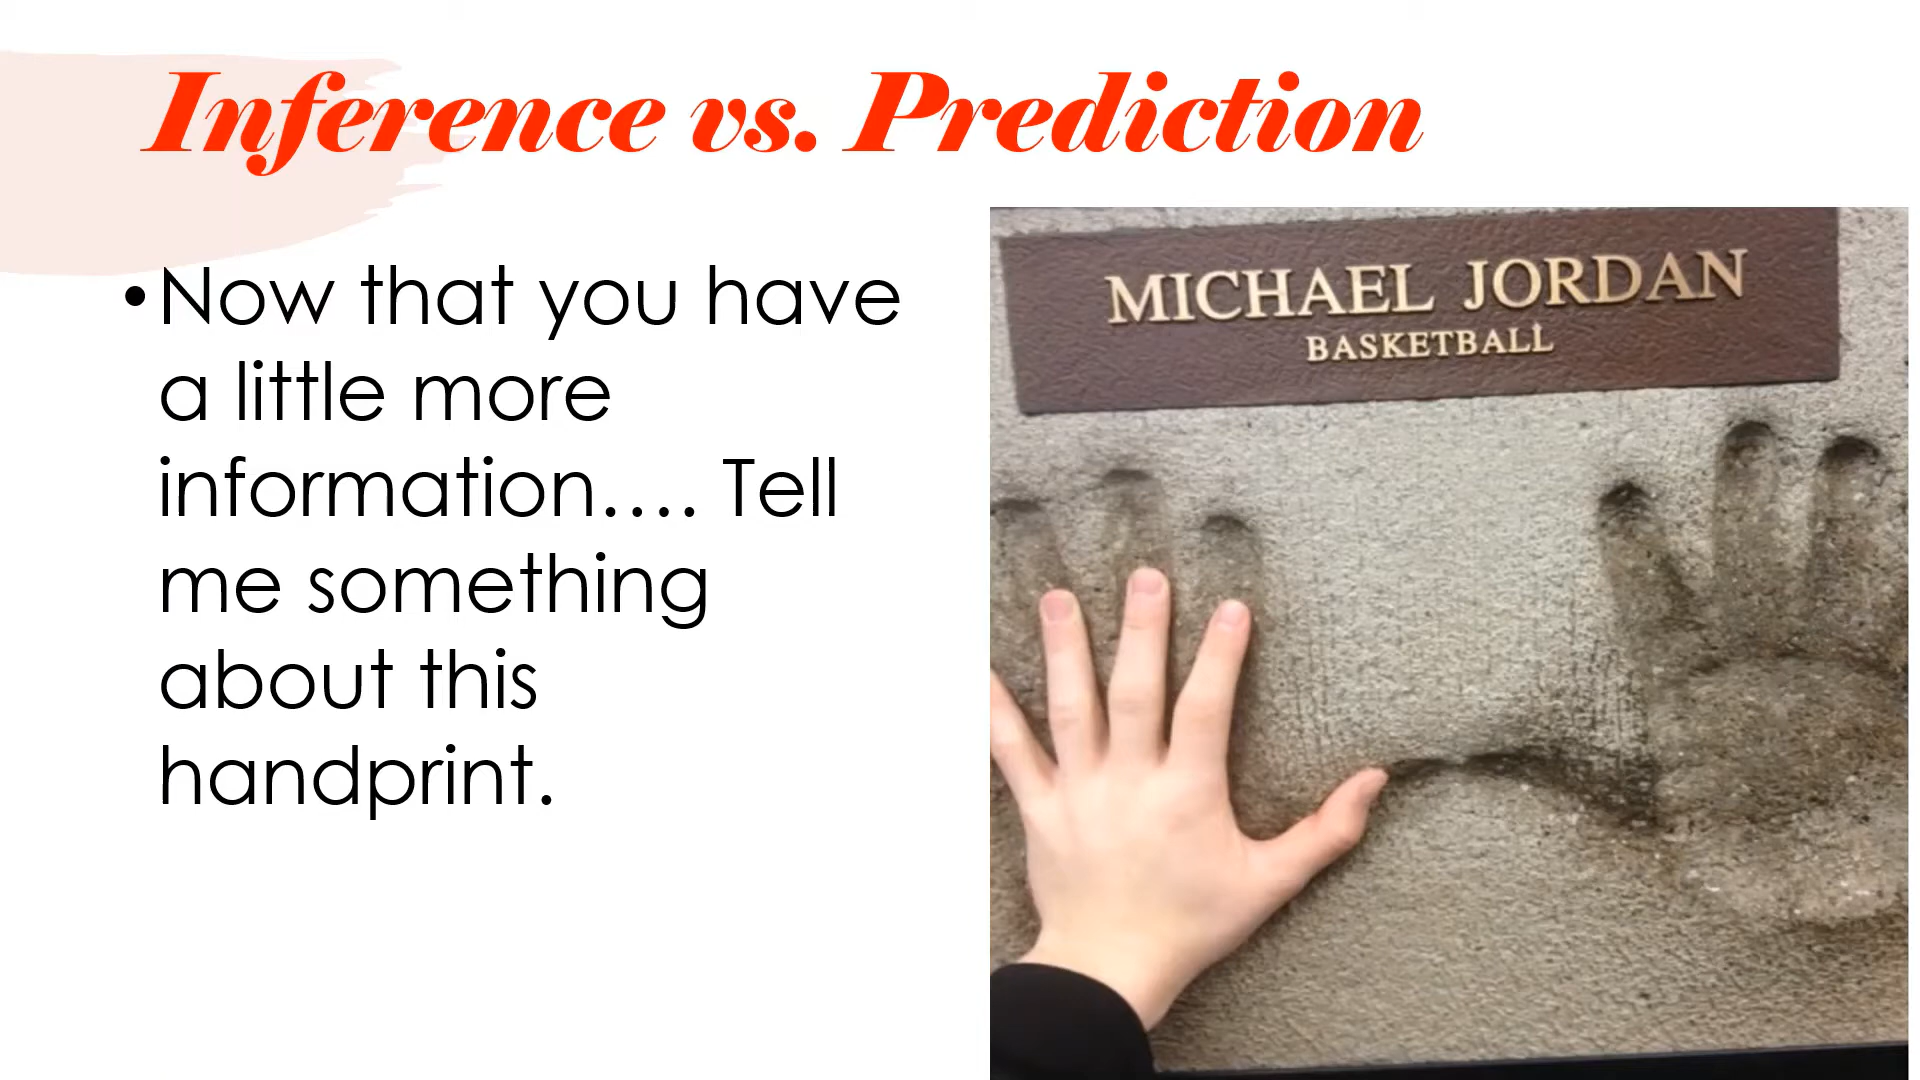 Inference vs. Prediction
•Now that you have
a little more
information…. Tell
me something
about this
handprint.
MICHAEL JORDAN
BASKETBALL